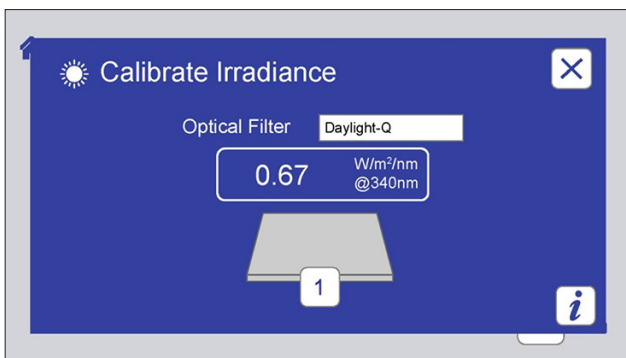 Calibrate Irradiance
Optical Filter Daylight-Q
0.67 W/m²/nm
@340nm
1
i